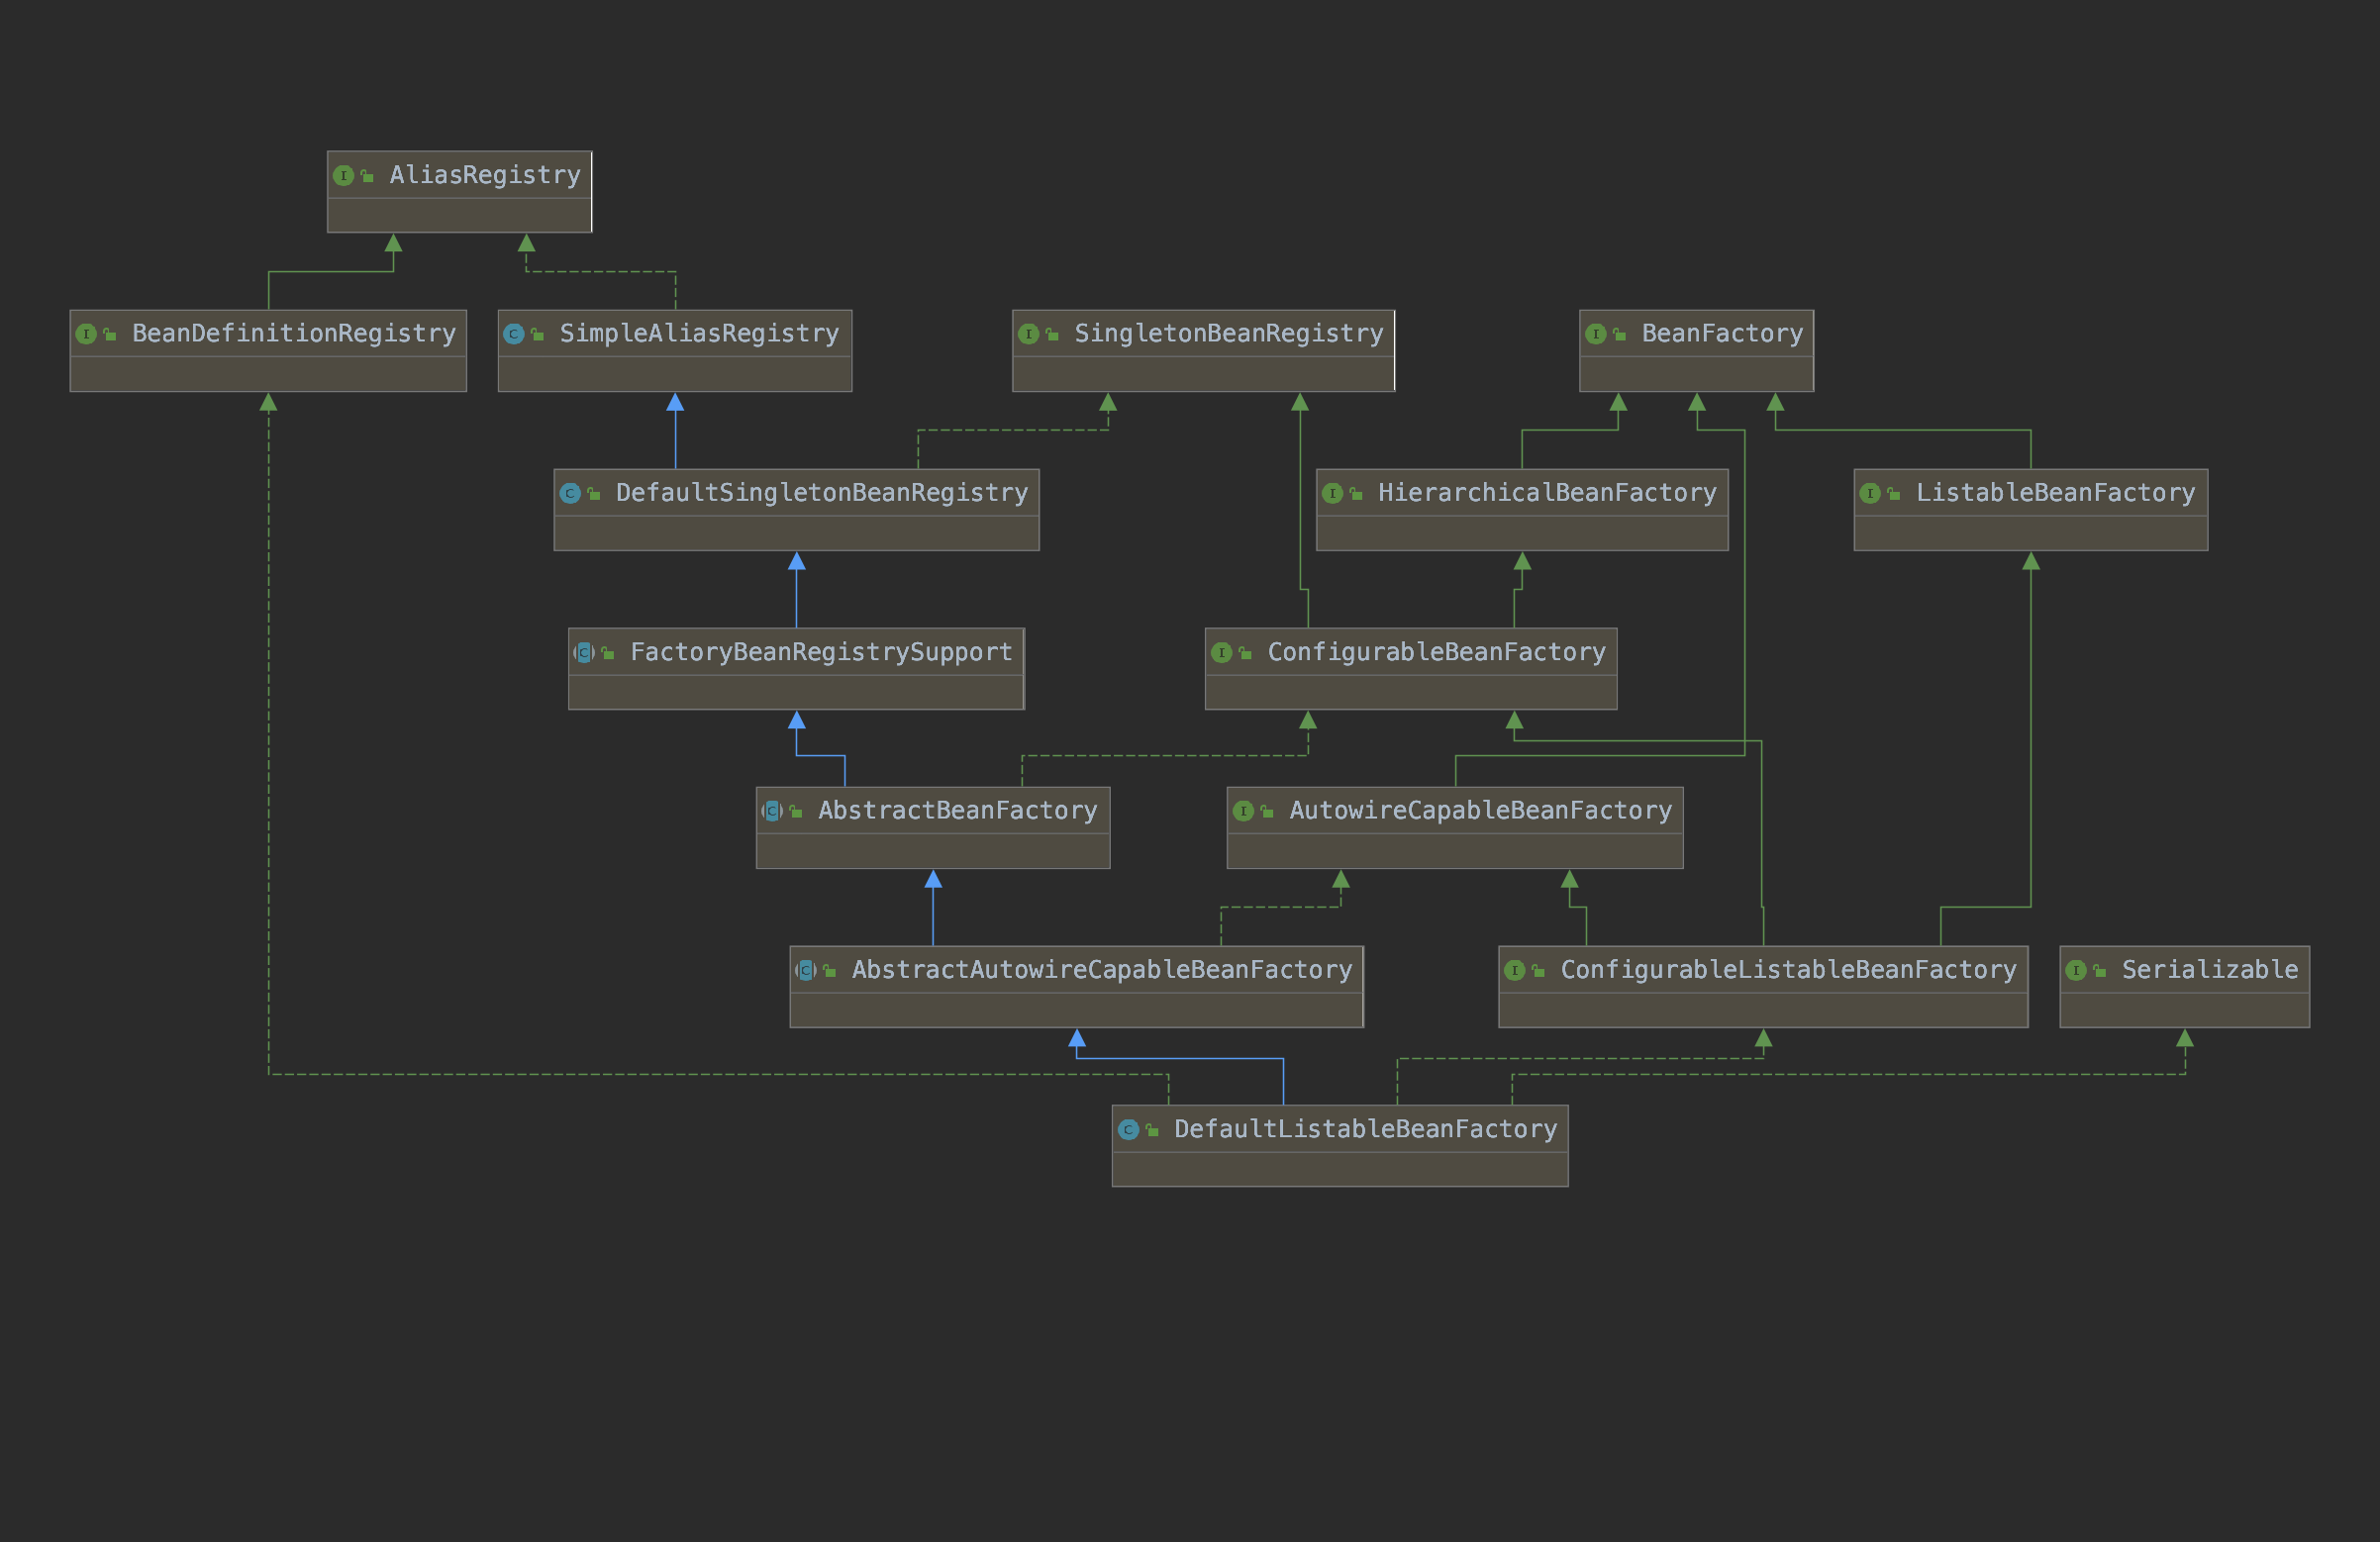 AliasRegistry
BeanDefinitionRegistry
SimpleAliasRegistry
SingletonBeanRegistry
BeanFactory
DefaultSingletonBeanRegistry
HierarchicalBeanFactory
ListableBeanFactory
FactoryBeanRegistrySupport
ConfigurableBeanFactory
AbstractBeanFactory
AutowireCapableBeanFactory
AbstractAutowireCapableBeanFactory
ConfigurableListableBeanFactory
Serializable
DefaultListableBeanFactory